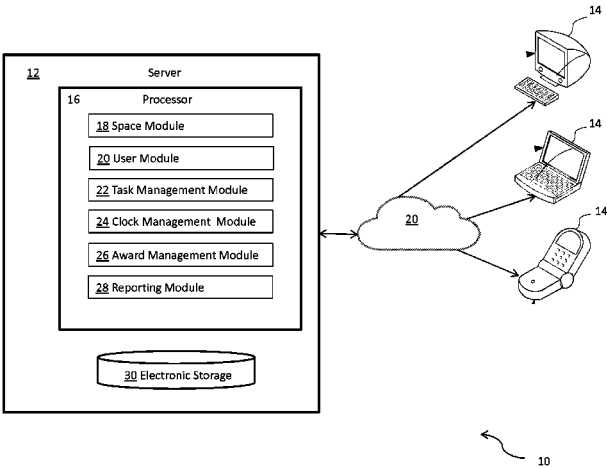 14
12 Server
16 Processor
18 Space Module
14
20 User Module
22 Task Management Module
14
24 Clock Management Module
20
26 Award Management Module
28 Reporting Module
30 Electronic Storage
10